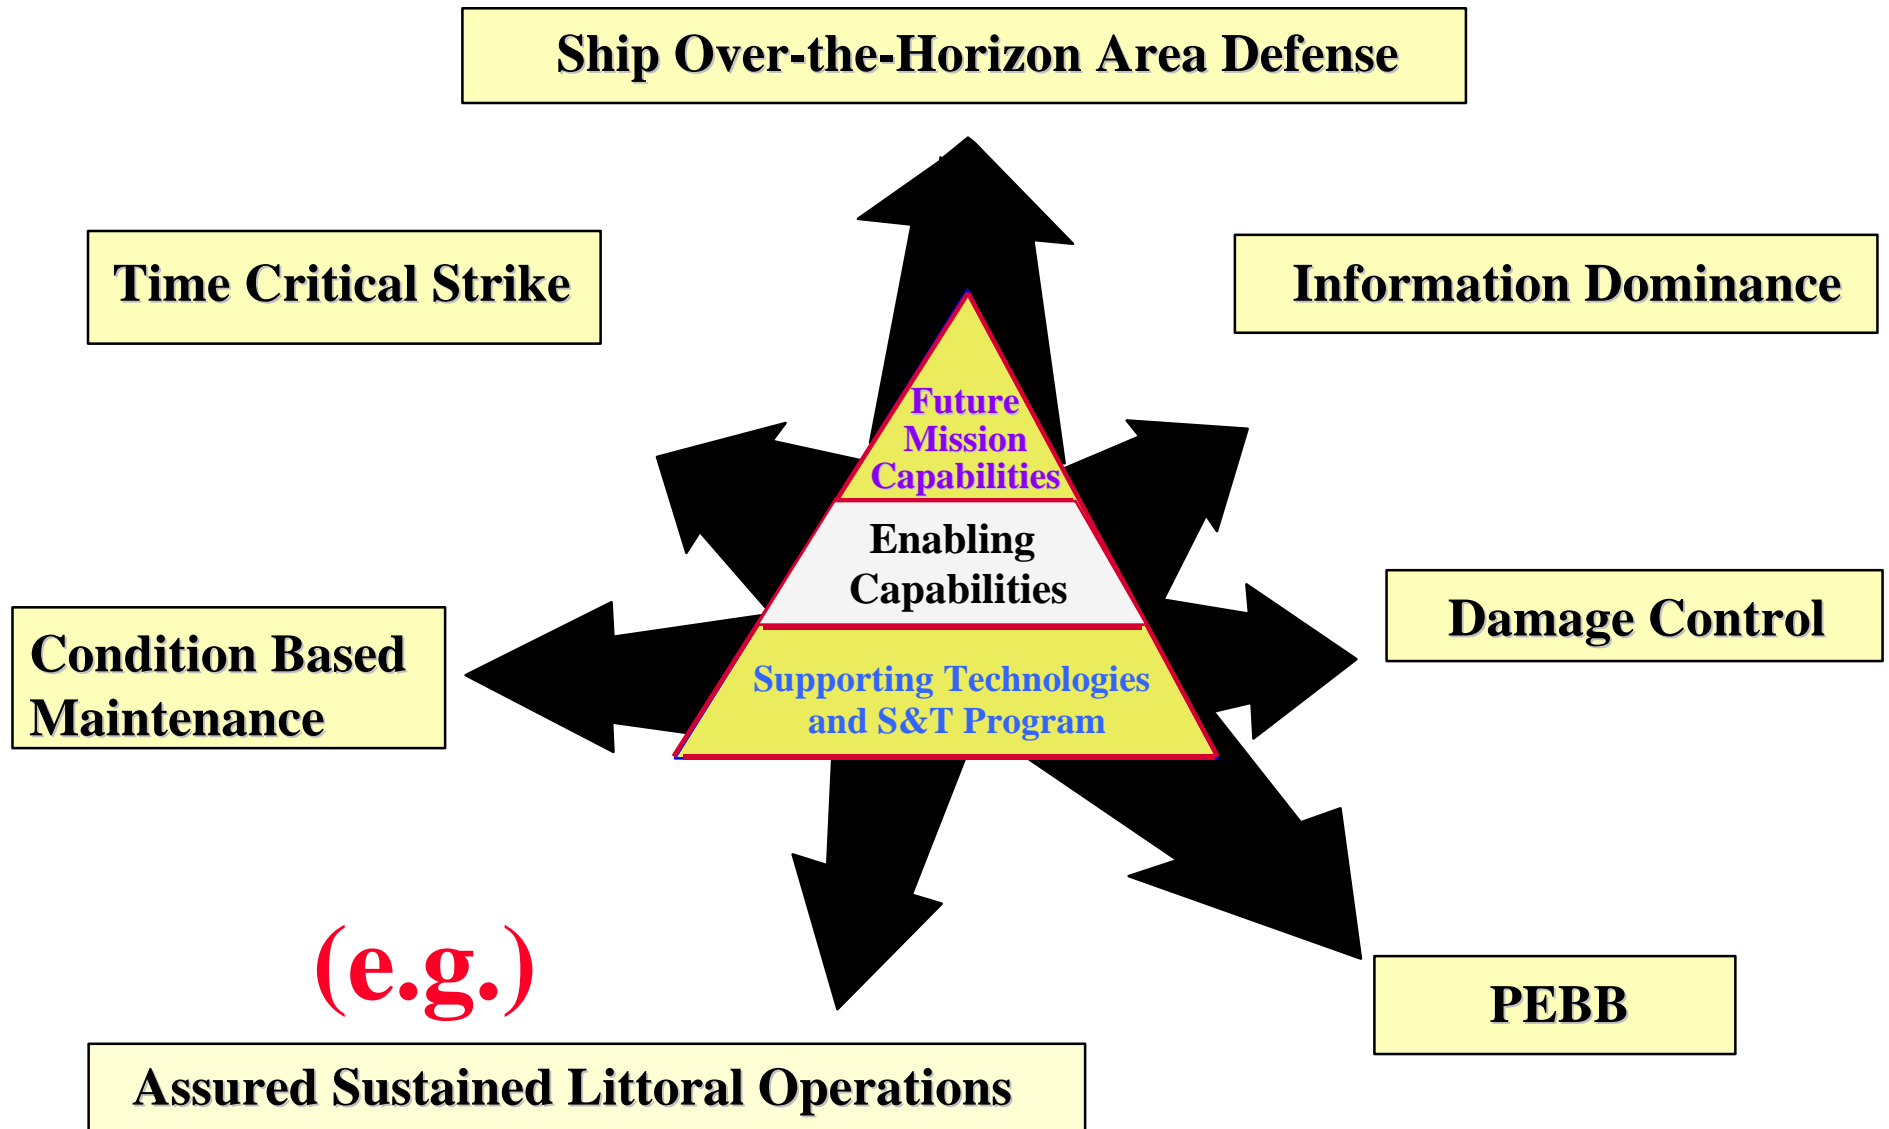 Ship Over-the-Horizon Area Defense
Time Critical Strike
Information Dominance
Future
Mission
Capabilities
Enabling
Capabilities
Supporting Technologies
and S&T Program
Condition Based
Maintenance
Damage Control
(e.g.)
PEBB
Assured Sustained Littoral Operations